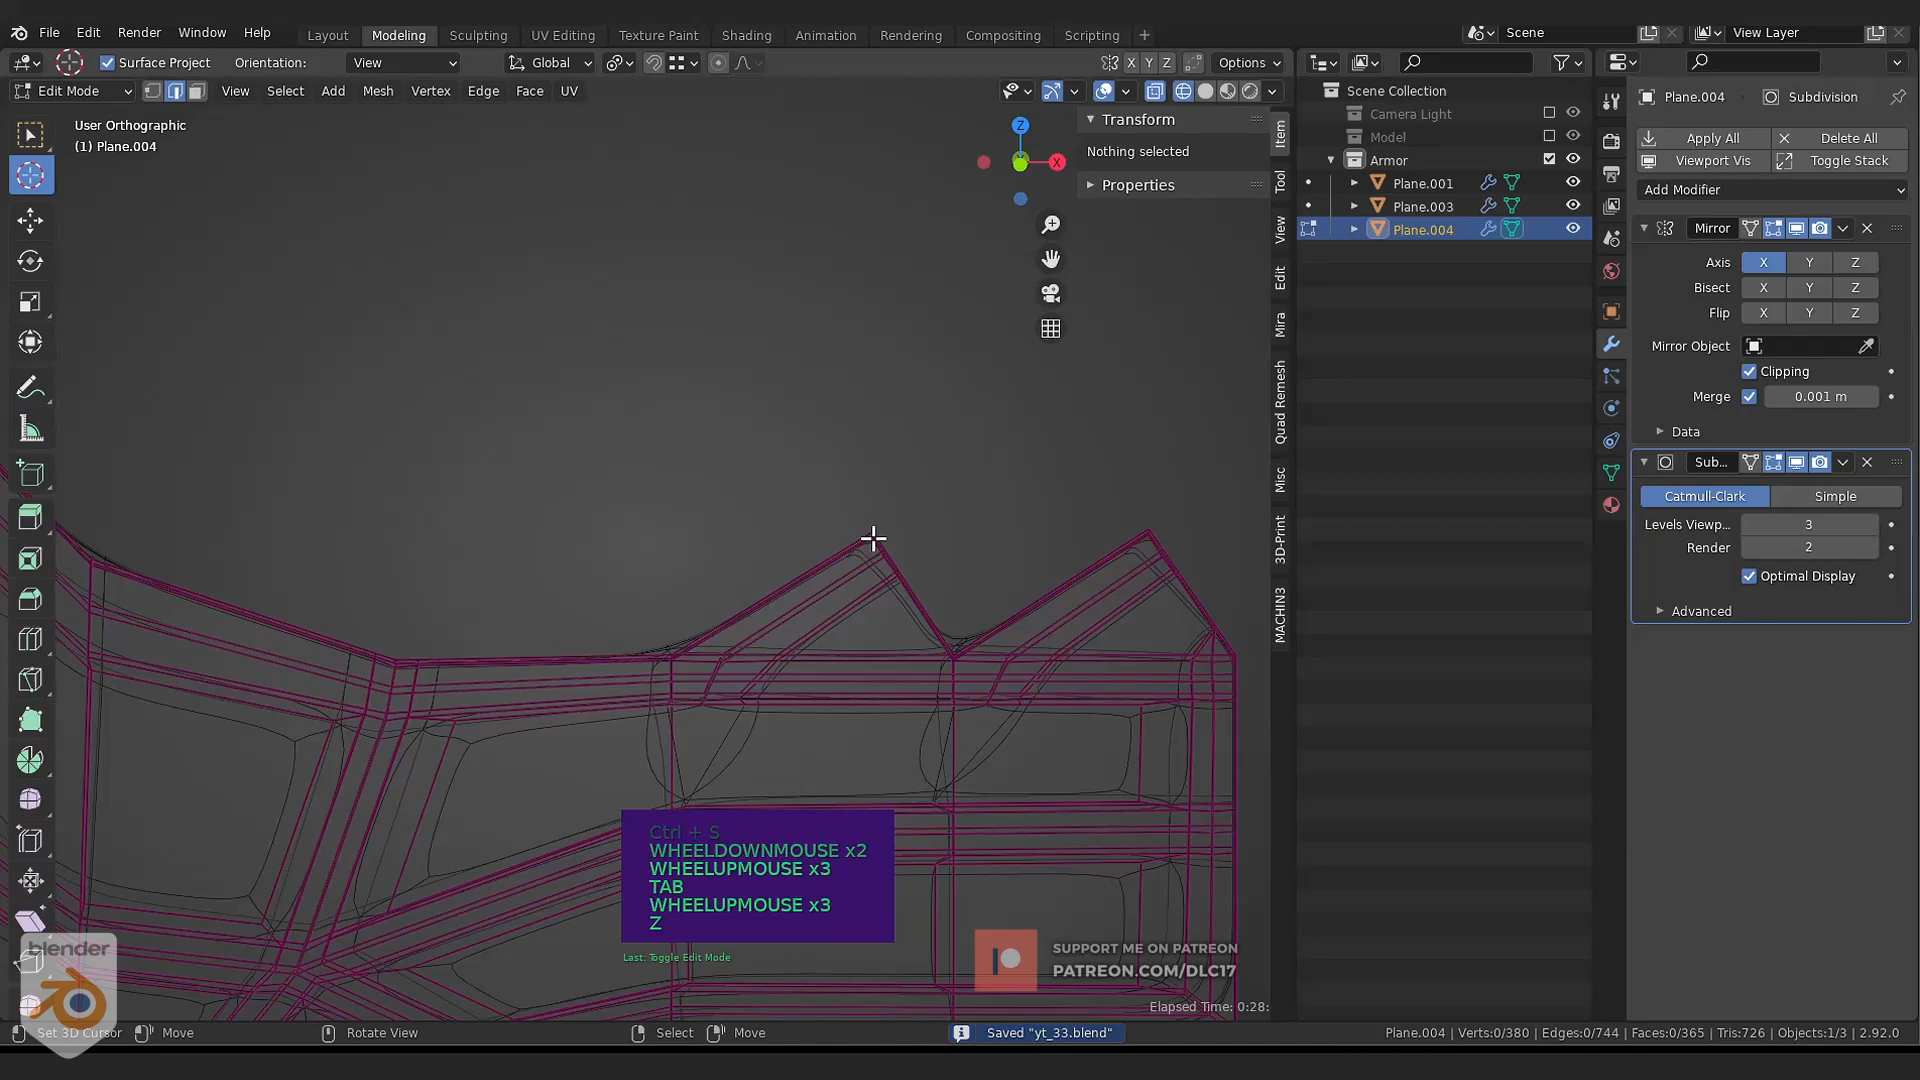 File Edit Render Window Help
Layout Modeling Sculpting UV Editing Texture Paint Shading Animation Rendering Compositing Scripting +
Scene
View Layer
Surface Project Orientation: View Global X Y Z Options
Edit Mode View Select Add Mesh Vertex Edge Face UV
User Orthographic
(1) Plane.004
Z
X
Transform
Nothing selected
Properties
Item
Tool
View
Edit
Mira
Quad Remesh
Misc
3D-Print
MACHIN3
Scene Collection
Camera Light
Model
Armor
Plane.001
Plane.003
Plane.004
Plane.004 Subdivision
Apply All Delete All
Viewport Vis Toggle Stack
Add Modifier
Mirror
Axis X Y Z
Bisect X Y Z
Flip X Y Z
Mirror Object
Clipping
Merge 0.001 m
Data
Sub...
Catmull-Clark Simple
Levels Viewp... 3
Render 2
Optimal Display
Advanced
Ctrl + S
WHEELDOWNMOUSE x2
WHEELUPMOUSE x3
TAB
WHEELUPMOUSE x3
Z
Last: Toggle Edit Mode
SUPPORT ME ON PATREON
PATREON.COM/DLC17
Elapsed Time: 0:28:
blender
Set 3D Cursor Move Rotate View Select Move
Saved "yt_33.blend"
Plane.004 | Verts:0/380 | Edges:0/744 | Faces:0/365 | Tris:726 | Objects:1/3 | 2.92.0